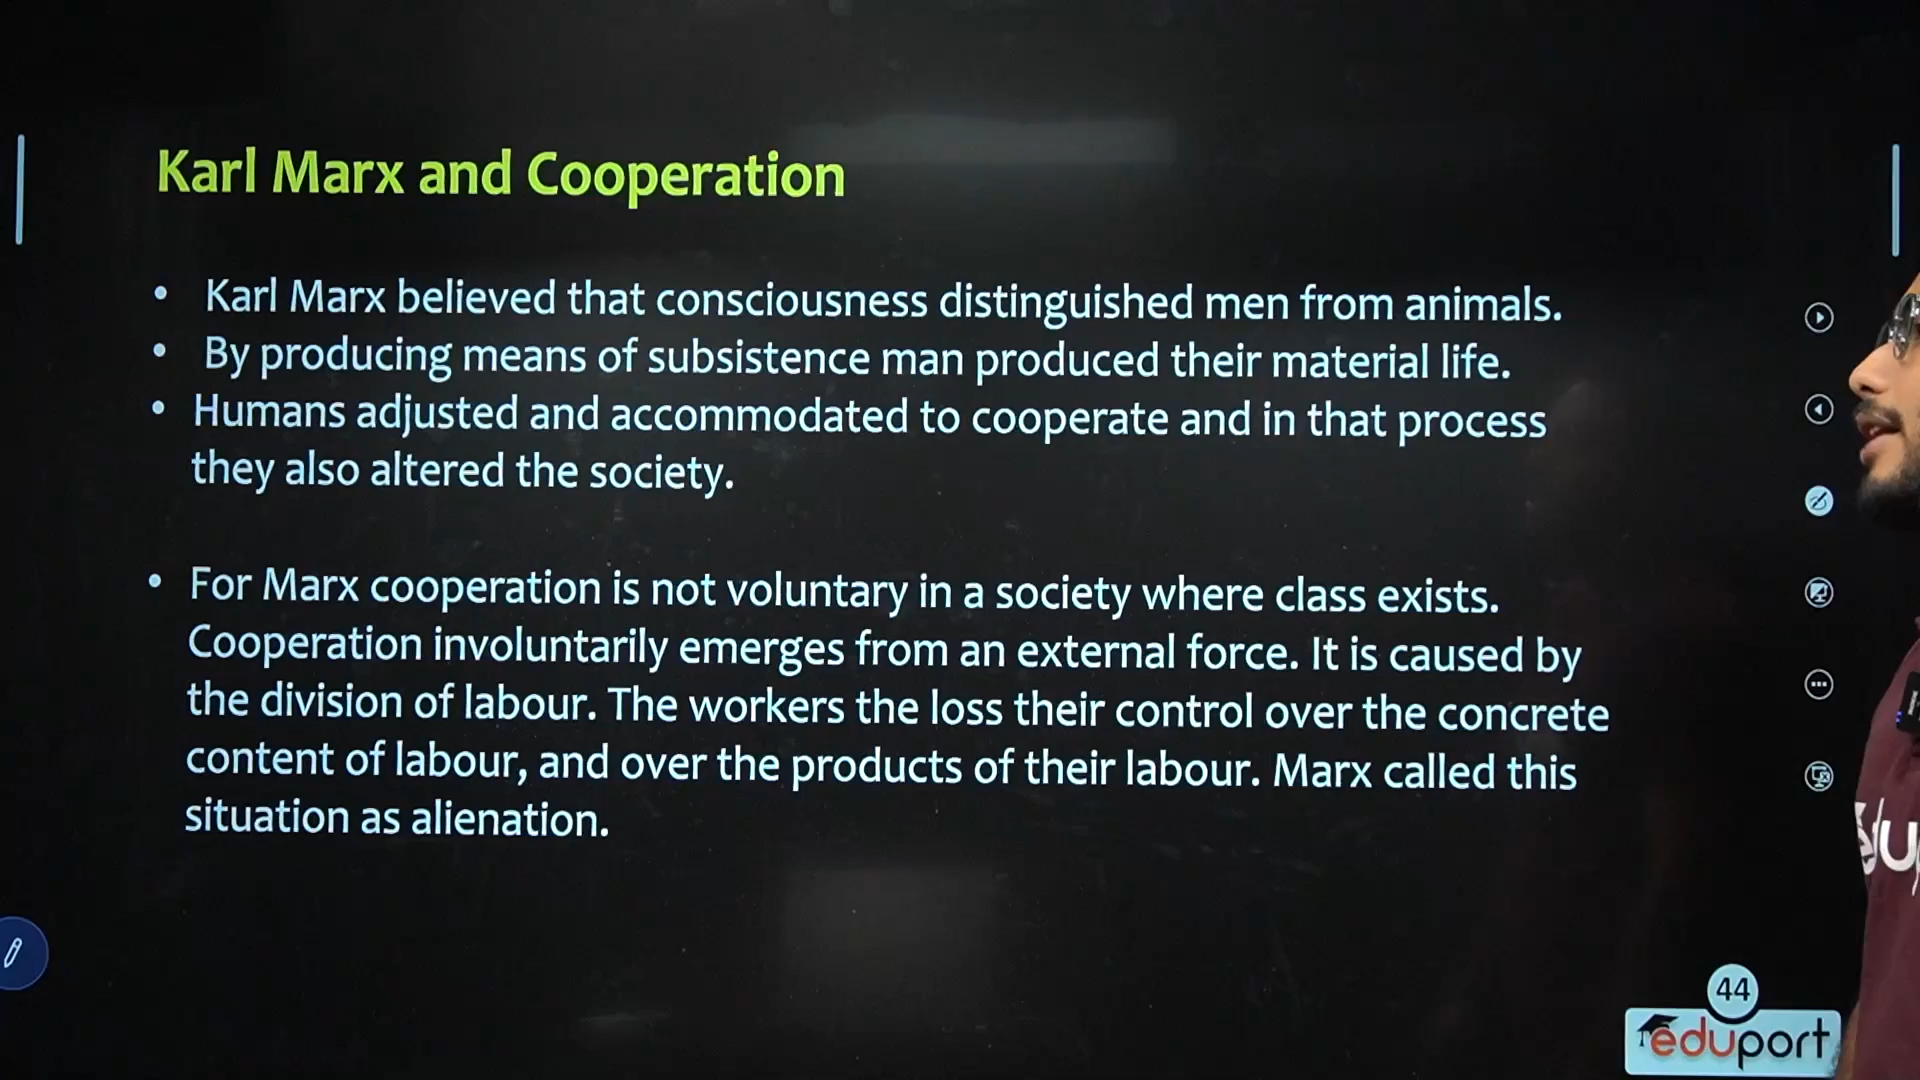 Karl Marx and Cooperation
• Karl Marx believed that consciousness distinguished men from animals.
• By producing means of subsistence man produced their material life.
• Humans adjusted and accommodated to cooperate and in that process
they also altered the society.
• For Marx cooperation is not voluntary in a society where class exists.
Cooperation involuntarily emerges from an external force. It is caused by
the division of labour. The workers the loss their control over the concrete
content of labour, and over the products of their labour. Marx called this
situation as alienation.
44
eduport